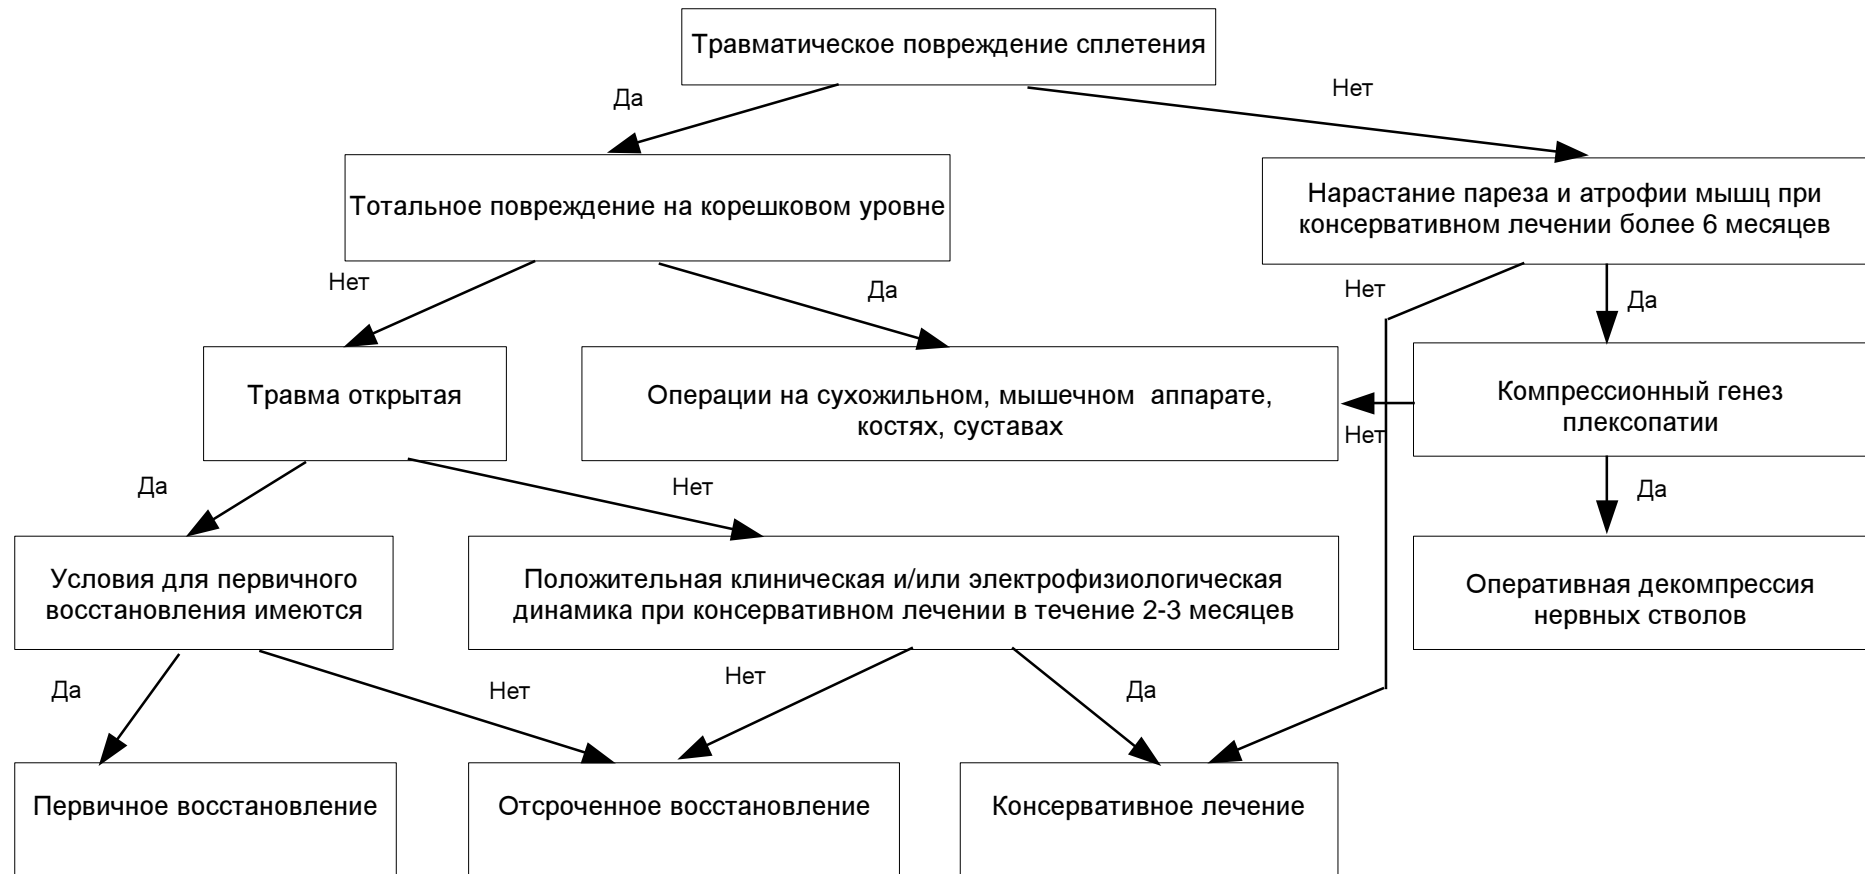 Травматическое повреждение сплетения
Да
Нет
Тотальное повреждение на корешковом уровне
Нарастание пареза и атрофии мышц при
консервативном лечении более 6 месяцев
Нет
Да
Нет
Да
Травма открытая
Операции на сухожильном, мышечном  аппарате,
костях, суставах
Нет
Компрессионный генез
плексопатии
Да
Нет
Да
Условия для первичного
восстановления имеются
Положительная клиническая и/или электрофизиологическая
динамика при консервативном лечении в течение 2-3 месяцев
Оперативная декомпрессия
нервных стволов
Да
Нет
Нет
Да
Первичное восстановление
Отсроченное восстановление
Консервативное лечение